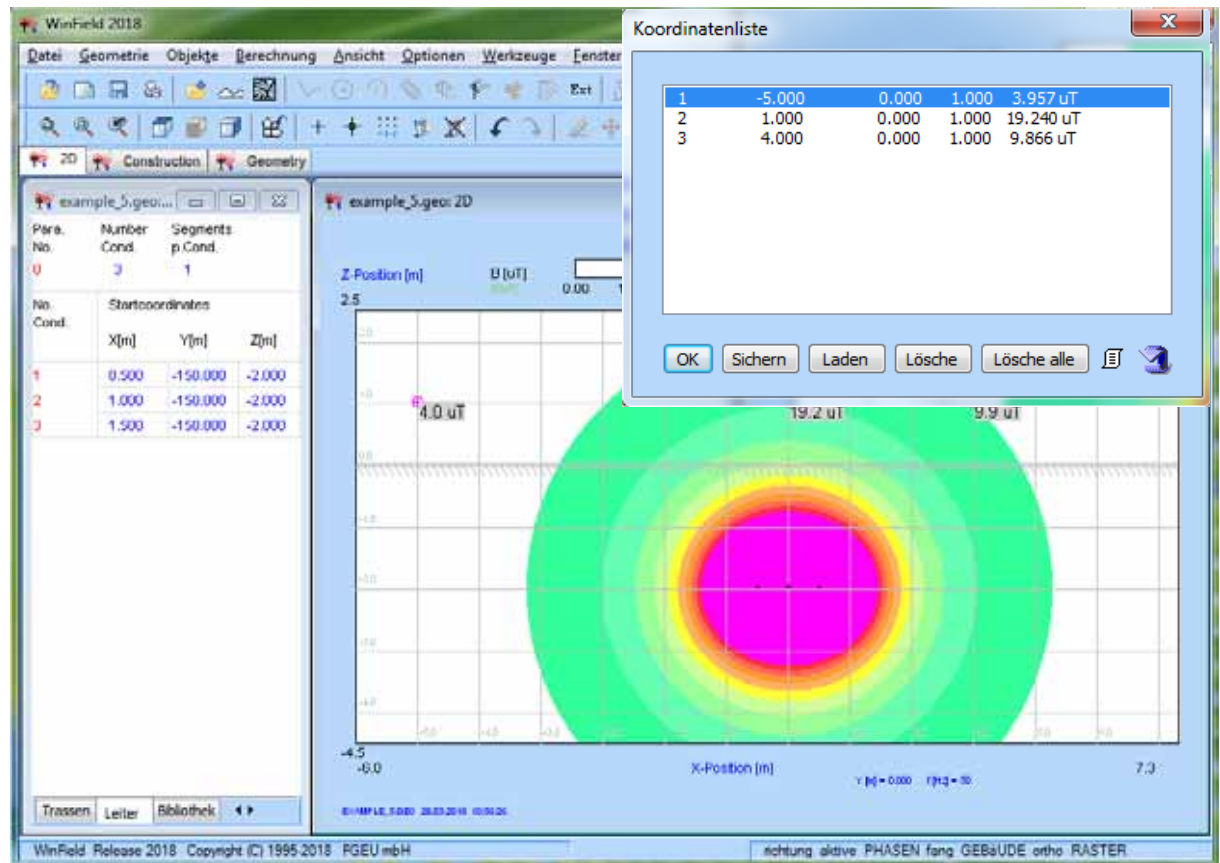 WinField 2018
Datei Geometrie Objekte Berechnung Ansicht Optionen Werkzeuge Fenster
Ext
2D Construction Geometry
Koordinatenliste
1 -5.000 0.000 1.000 3.957 uT
2 1.000 0.000 1.000 19.240 uT
3 4.000 0.000 1.000 9.866 uT
OK Sichern Laden Lösche Lösche alle
example_5.geo:...
Para. No. Number Cond. Segments p.Cond.
0 3 1
No. Cond. Startcoordinates
X[m] Y[m] Z[m]
1 0.500 -150.000 -2.000
2 1.000 -150.000 -2.000
3 1.500 -150.000 -2.000
Trassen Leiter Bibliothek
example_5.geo: 2D
Z-Position [m] B [uT]
0.00
2.5
4.0 uT 19.2 uT 9.9 uT
-4.5
-6.0 X-Position [m] 7.3
WinField Release 2018 Copyright (C) 1995-2018 FGEU mbH
richtung aktive PHASEN fang GEBäUDE ortho RASTER